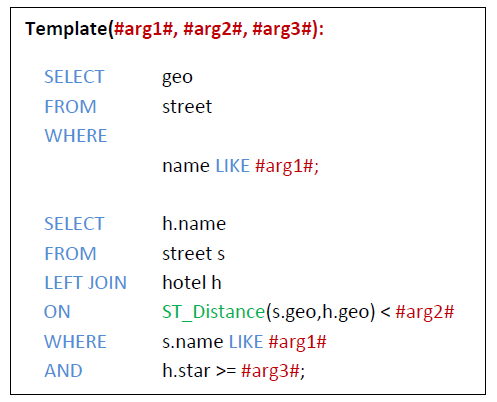 Template(#arg1#, #arg2#, #arg3#):
SELECT geo
FROM street
WHERE
name LIKE #arg1#;
SELECT h.name
FROM street s
LEFT JOIN hotel h
ON ST_Distance(s.geo,h.geo) < #arg2#
WHERE s.name LIKE #arg1#
AND h.star >= #arg3#;